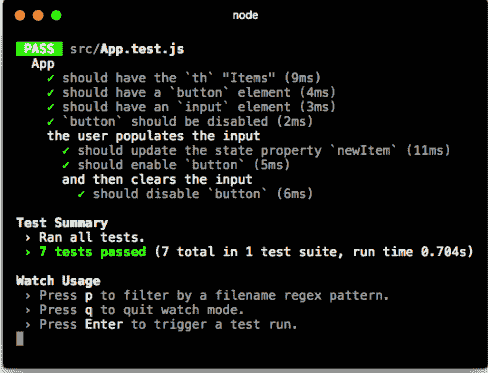 node
PASS src/App.test.js
App
✓ should have the `th` "Items" (9ms)
✓ should have a `button` element (4ms)
✓ should have an `input` element (3ms)
✓ `button` should be disabled (2ms)
the user populates the input
✓ should update the state property `newItem` (11ms)
✓ should enable `button` (5ms)
and then clears the input
✓ should disable `button` (6ms)
Test Summary
› Ran all tests.
› 7 tests passed (7 total in 1 test suite, run time 0.704s)
Watch Usage
› Press p to filter by a filename regex pattern.
› Press q to quit watch mode.
› Press Enter to trigger a test run.